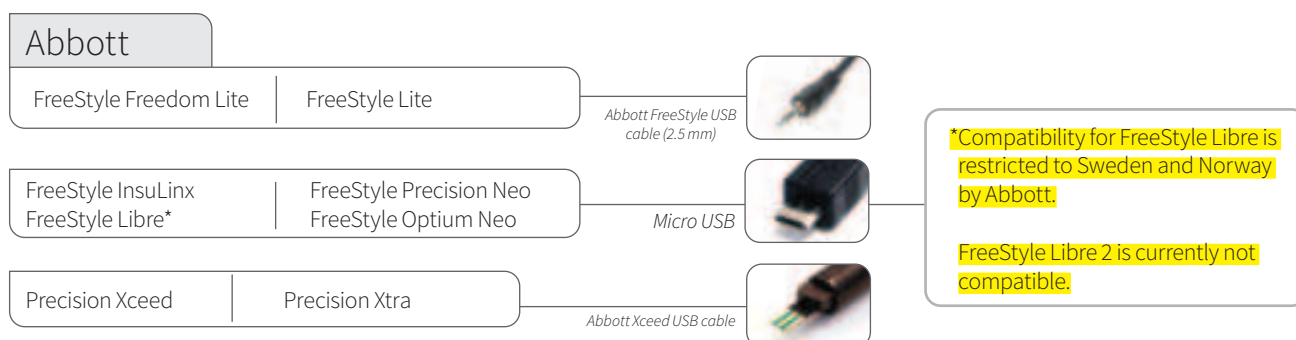 Abbott
FreeStyle Freedom Lite
FreeStyle Lite
Abbott FreeStyle USB
cable (2.5 mm)
FreeStyle InsuLinx
FreeStyle Libre*
FreeStyle Precision Neo
FreeStyle Optium Neo
Micro USB
*Compatibility for FreeStyle Libre is
restricted to Sweden and Norway
by Abbott.
FreeStyle Libre 2 is currently not
compatible.
Precision Xceed
Precision Xtra
Abbott Xceed USB cable